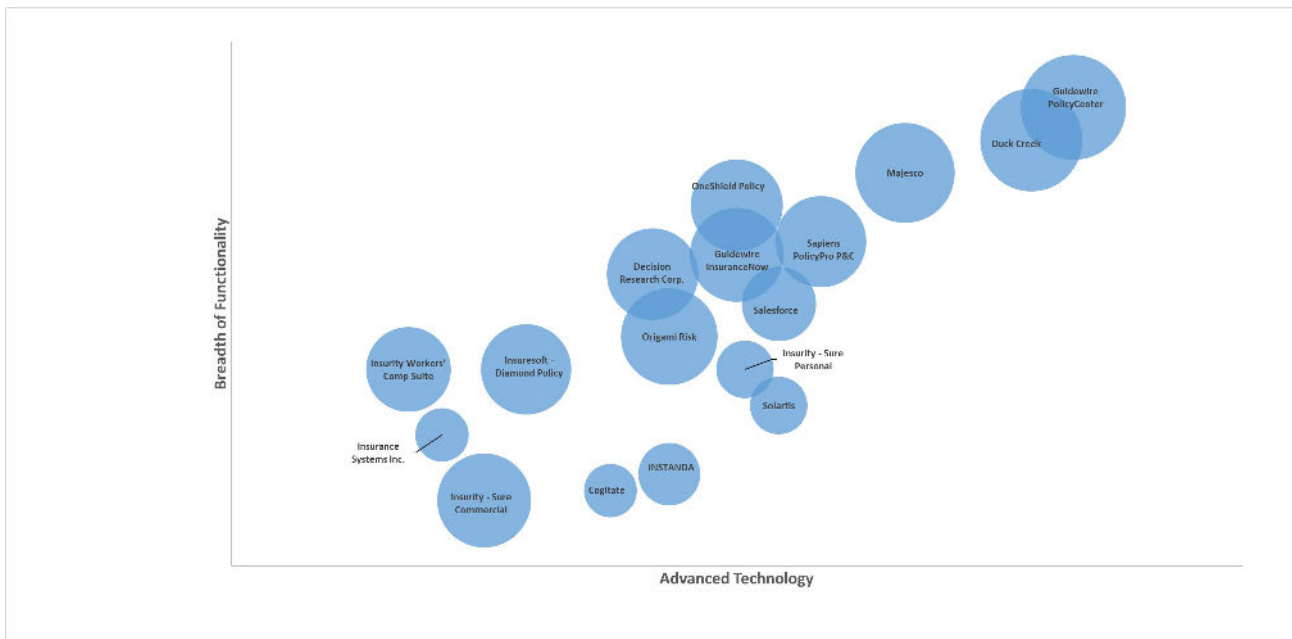 Guidewire
PolicyCenter
Duck Creek
Majesco
OneShield Policy
Sapiens
PolicyPro P&C
Guidewire
InsuranceNow
Decision
Research Corp.
Salesforce
Origami Risk
Insurity - Sure
Personal
Insurity Workers'
Comp Suite
Insuresoft -
Diamond Policy
Solartis
Insurance
Systems Inc.
INSTANDA
Cogitate
Insurity - Sure
Commercial
Breadth of Functionality
Advanced Technology